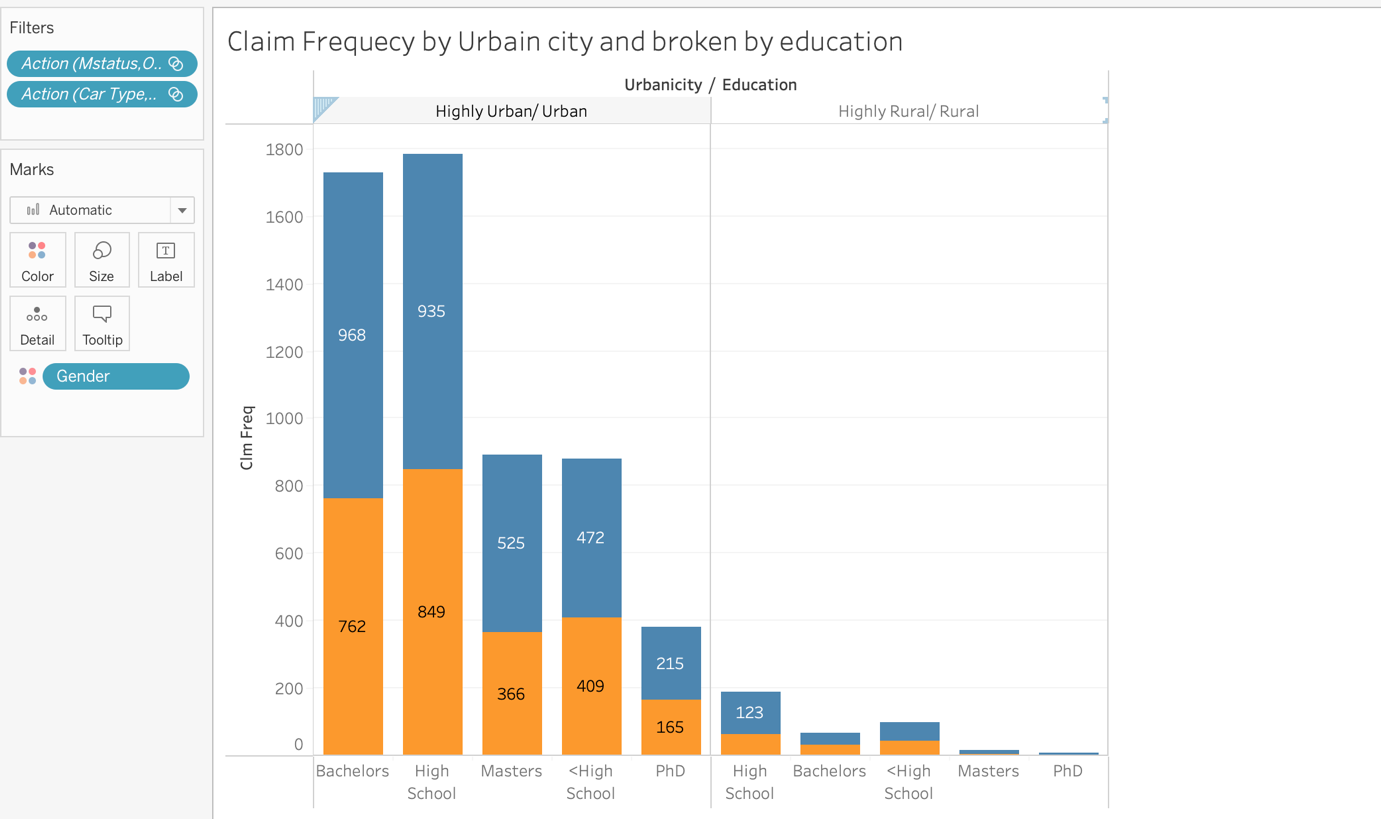 Filters
Action (Mstatus,O..
Action (Car Type,..
Marks
Automatic
Color
Size
T
Label
Detail
Tooltip
Gender
Claim Frequecy by Urbain city and broken by education
Urbanicity / Education
Highly Urban/ Urban
Highly Rural/ Rural
Clm Freq
1800
1600
1400
1200
1000
800
600
400
200
0
968
762
935
849
525
366
472
409
215
165
123
Bachelors
High
School
Masters
<High
School
PhD
High
School
Bachelors
<High
School
Masters
PhD